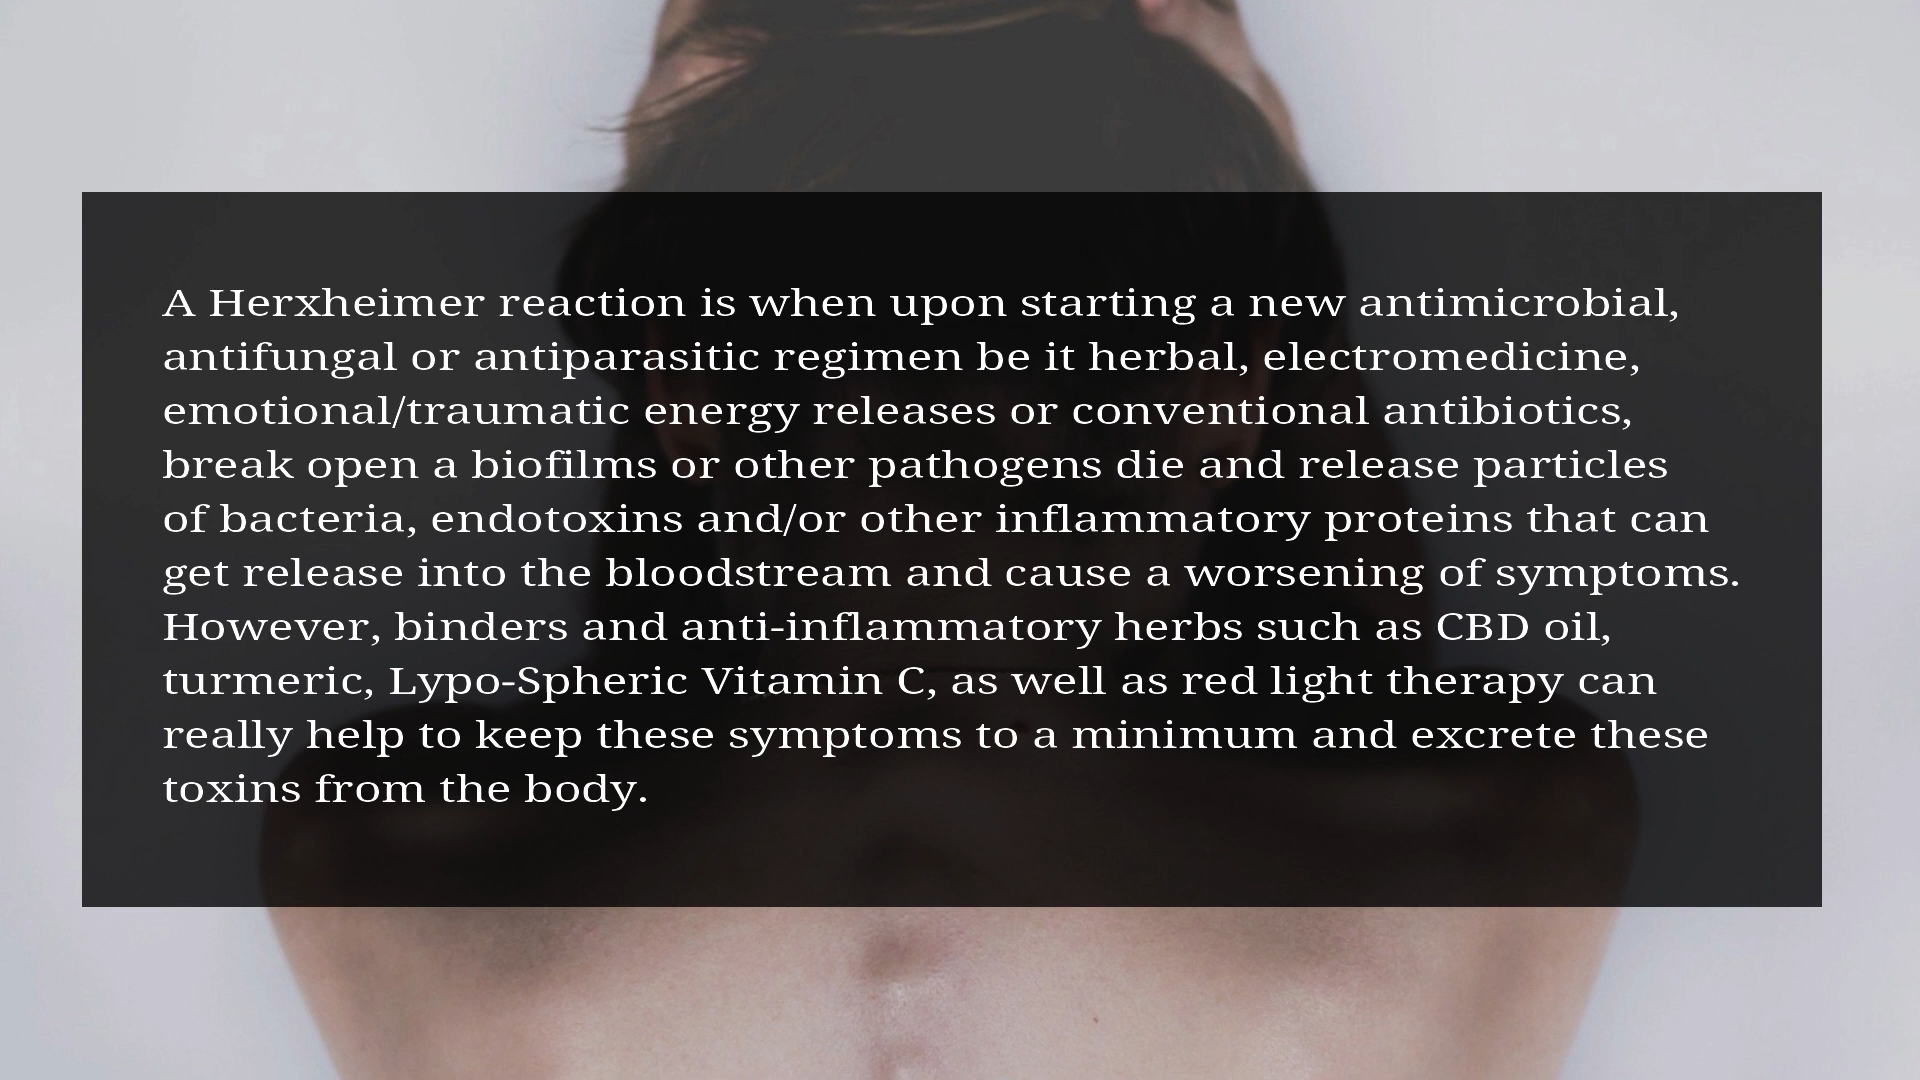 A Herxheimer reaction is when upon starting a new antimicrobial,
antifungal or antiparasitic regimen be it herbal, electromedicine,
emotional/traumatic energy releases or conventional antibiotics,
break open a biofilms or other pathogens die and release particles
of bacteria, endotoxins and/or other inflammatory proteins that can
get release into the bloodstream and cause a worsening of symptoms.
However, binders and anti-inflammatory herbs such as CBD oil,
turmeric, Lypo-Spheric Vitamin C, as well as red light therapy can
really help to keep these symptoms to a minimum and excrete these
toxins from the body.